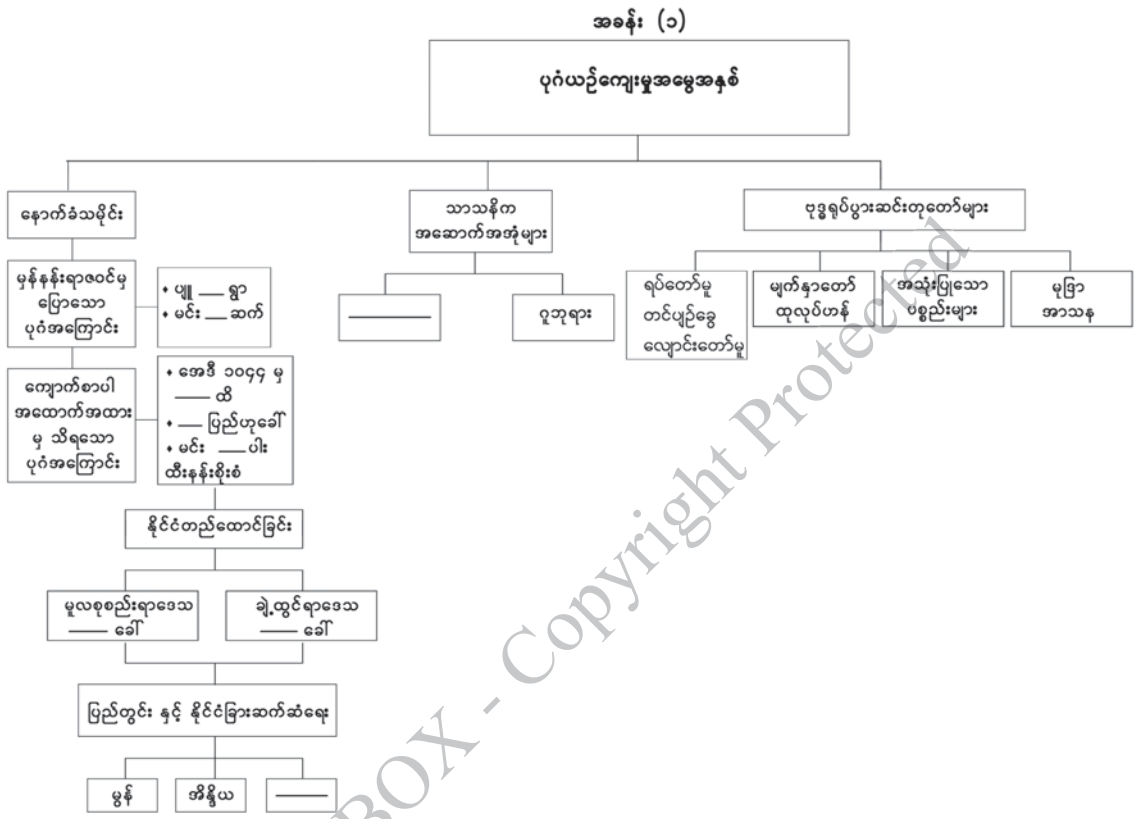 အခန်း (၁)
ပုဂံယဉ်ကျေးမှုအမွေအနှစ်
နောက်ခံသမိုင်း
သာသနိက
အဆောက်အအုံများ
ဗုဒ္ဓရုပ်ပွားဆင်းတုတော်များ
မှန်နန်းရာဇဝင်မှ
ပြောသော
ပုဂံအကြောင်း
• ပျူ ___ ရွာ
• မင်း ___ ဆက်
________
ဂူဘုရား
ရပ်တော်မူ
တင်ပျဉ်ခွေ
လျောင်းတော်မူ
မျက်နှာတော်
ထုလုပ်ဟန်
အသုံးပြုသော
ပစ္စည်းများ
မုဒြာ
အာသန
ကျောက်စာပါ
အထောက်အထား
မှ သိရသော
ပုဂံအကြောင်း
• အေဒီ ၁၀၄၄ မှ
____ ထိ
• ___ ပြည်ဟုခေါ်
• မင်း ___ ပါး
ထီးနန်းစိုးစံ
နိုင်ငံတည်ထောင်ခြင်း
မူလစုစည်းရာဒေသ
____ ခေါ်
ချဲ့ထွင်ရာဒေသ
____ ခေါ်
ပြည်တွင်း နှင့် နိုင်ငံခြားဆက်ဆံရေး
မွန်
အိန္ဒိယ
_____
BOX - Copyright Protected